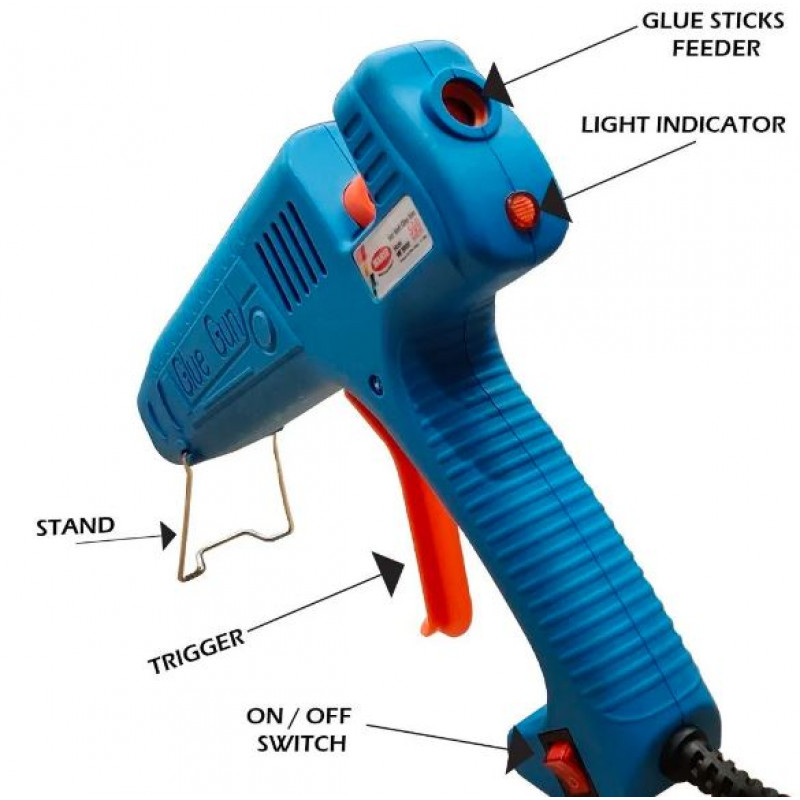 GLUE STICKS
FEEDER
LIGHT INDICATOR
Glue Gun
STAND
TRIGGER
ON / OFF
SWITCH